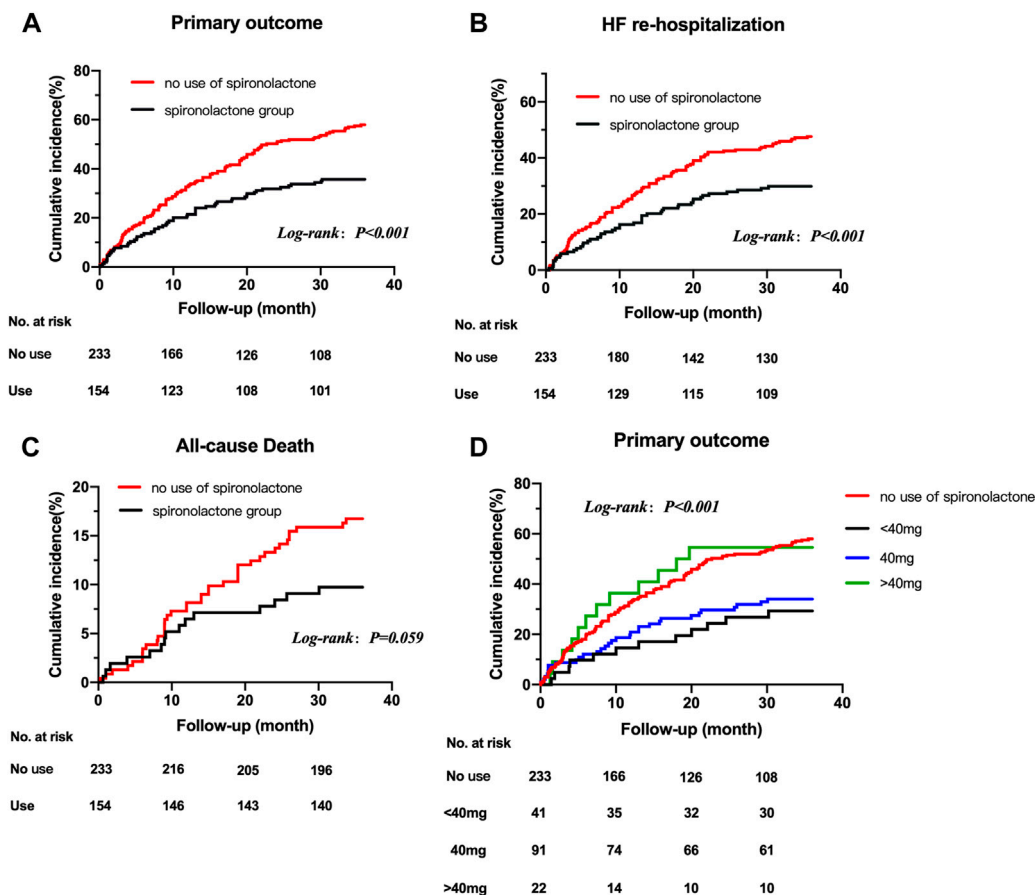 A
Primary outcome
Cumulative incidence(%)
80
60
40
20
0
no use of spironolactone
spironolactone group
Log-rank: P<0.001
0 10 20 30 40
Follow-up (month)
No. at risk
No use 233 166 126 108
Use 154 123 108 101
B
HF re-hospitalization
Cumulative incidence(%)
60
40
20
0
no use of spironolactone
spironolactone group
Log-rank: P<0.001
0 10 20 30 40
Follow-up (month)
No. at risk
No use 233 180 142 130
Use 154 129 115 109
C
All-cause Death
Cumulative incidence(%)
20
15
10
5
0
no use of spironolactone
spironolactone group
Log-rank: P=0.059
0 10 20 30 40
Follow-up (month)
No. at risk
No use 233 216 205 196
Use 154 146 143 140
D
Primary outcome
Cumulative incidence(%)
80
60
40
20
0
Log-rank: P<0.001
no use of spironolactone
<40mg
40mg
>40mg
0 10 20 30 40
Follow-up (month)
No. at risk
No use 233 166 126 108
<40mg 41 35 32 30
40mg 91 74 66 61
>40mg 22 14 10 10